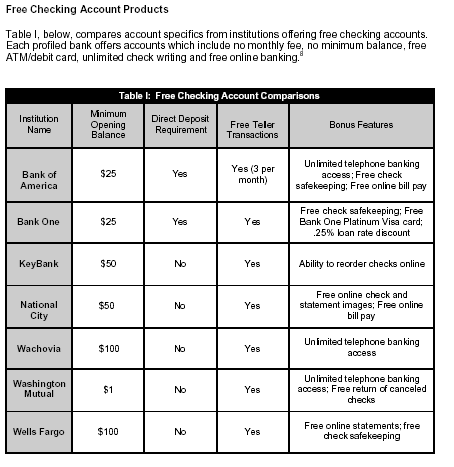 Free Checking Account Products
Table I, below, compares account specifics from institutions offering free checking accounts.
Each profiled bank offers accounts which include no monthly fee, no minimum balance, free
ATM/debit card, unlimited check writing and free online banking.
Table I: Free Checking Account Comparisons
Institution
Name
Minimum
Opening
Balance
Direct Deposit
Requirement
Free Teller
Transactions
Bonus Features
Bank of
America
$25
Yes
Yes (3 per
month)
Unlimited telephone banking
access; Free check
safekeeping; Free online bill pay
Bank One
$25
Yes
Yes
Free check safekeeping; Free
Bank One Platinum Visa card;
.25% loan rate discount
KeyBank
$50
No
Yes
Ability to reorder checks online
National
City
$50
No
Yes
Free online check and
statement images; Free online
bill pay
Wachovia
$100
No
Yes
Unlimited telephone banking
access
Washington
Mutual
$1
No
Yes
Unlimited telephone banking
access; Free return of canceled
checks
Wells Fargo
$100
No
Yes
Free online statements; free
check safekeeping